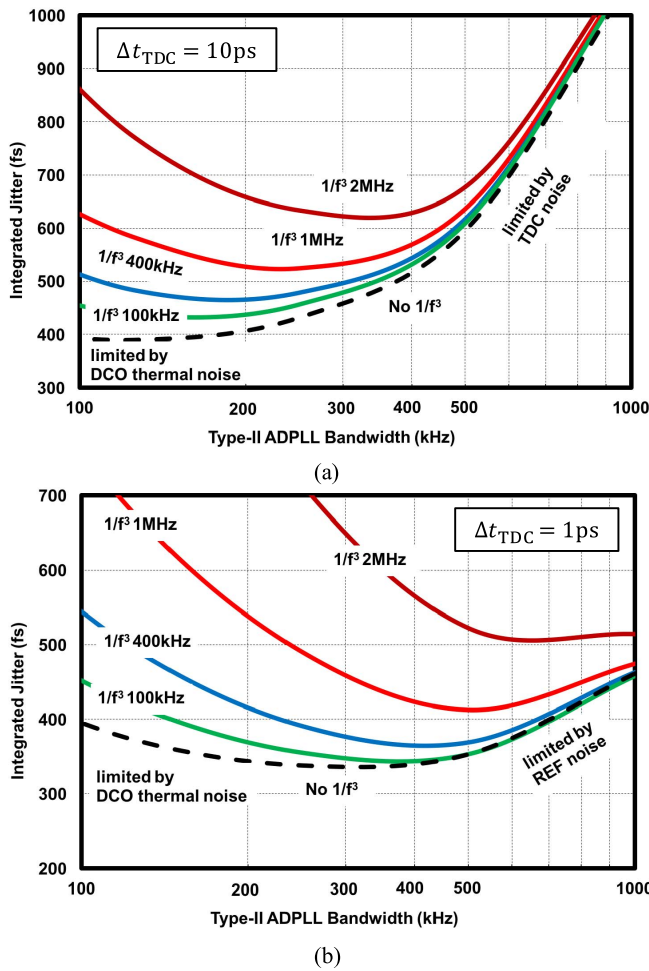 Δt_TDC = 10ps
1000
900
800
700
600
500
400
300
Integrated Jitter (fs)
1/f³ 2MHz
1/f³ 1MHz
1/f³ 400kHz
1/f³ 100kHz
No 1/f³
limited by
TDC noise
limited by
DCO thermal noise
100
200
300
400
500
1000
Type-II ADPLL Bandwidth (kHz)
(a)
700
600
500
400
300
200
Integrated Jitter (fs)
1/f³ 1MHz
Δt_TDC = 1ps
1/f³ 2MHz
1/f³ 400kHz
1/f³ 100kHz
limited by
DCO thermal noise
No 1/f³
limited by
REF noise
100
200
300
400
500
1000
Type-II ADPLL Bandwidth (kHz)
(b)